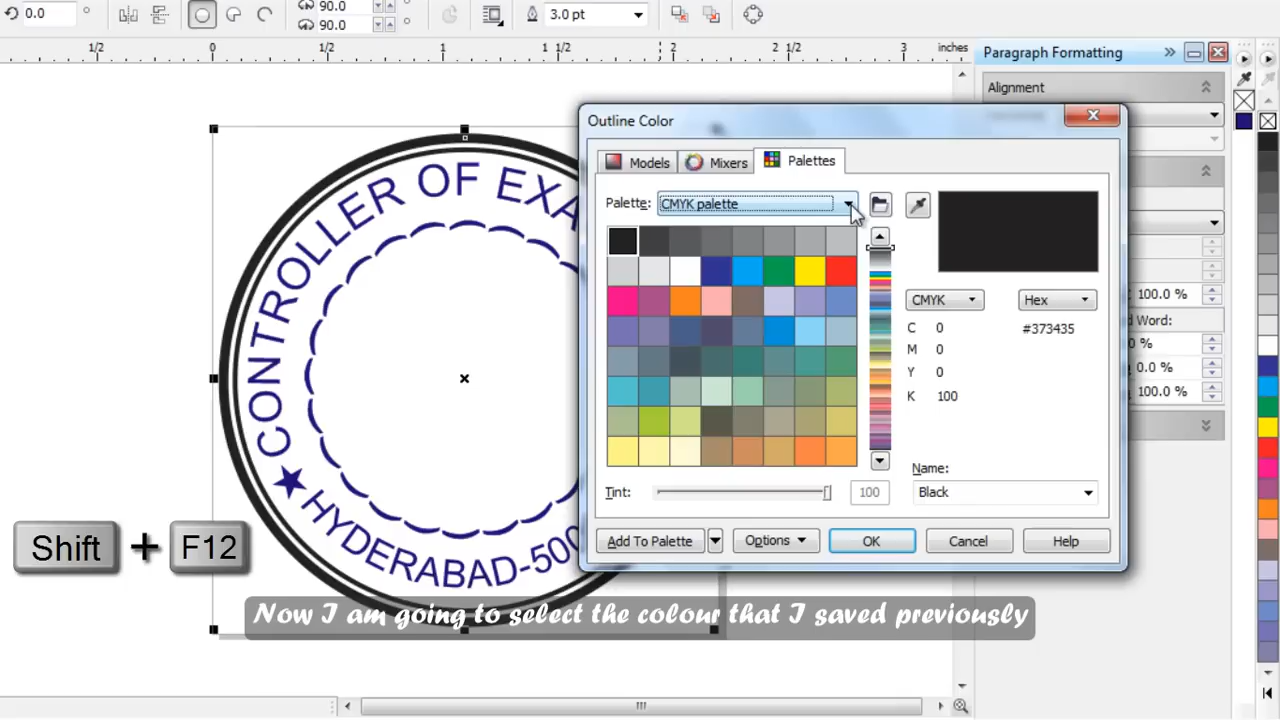 0.0 °
90.0 °
90.0
3.0 pt
1/2 0 1/2 1 1 1/2 2 2 1/2 3 inches
Paragraph Formatting
Alignment
Outline Color
Models
Mixers
Palettes
Palette:
CMYK palette
CMYK
Hex
C 0
M 0
Y 0
K 100
#373435
Name:
Black
Tint:
100
Add To Palette
Options
OK
Cancel
Help
100.0 %
d Word:
0 %
0.0 %
100.0 %
CONTROLLER OF EXA
HYDERABAD-500
Shift + F12
Now I am going to select the colour that I saved previously